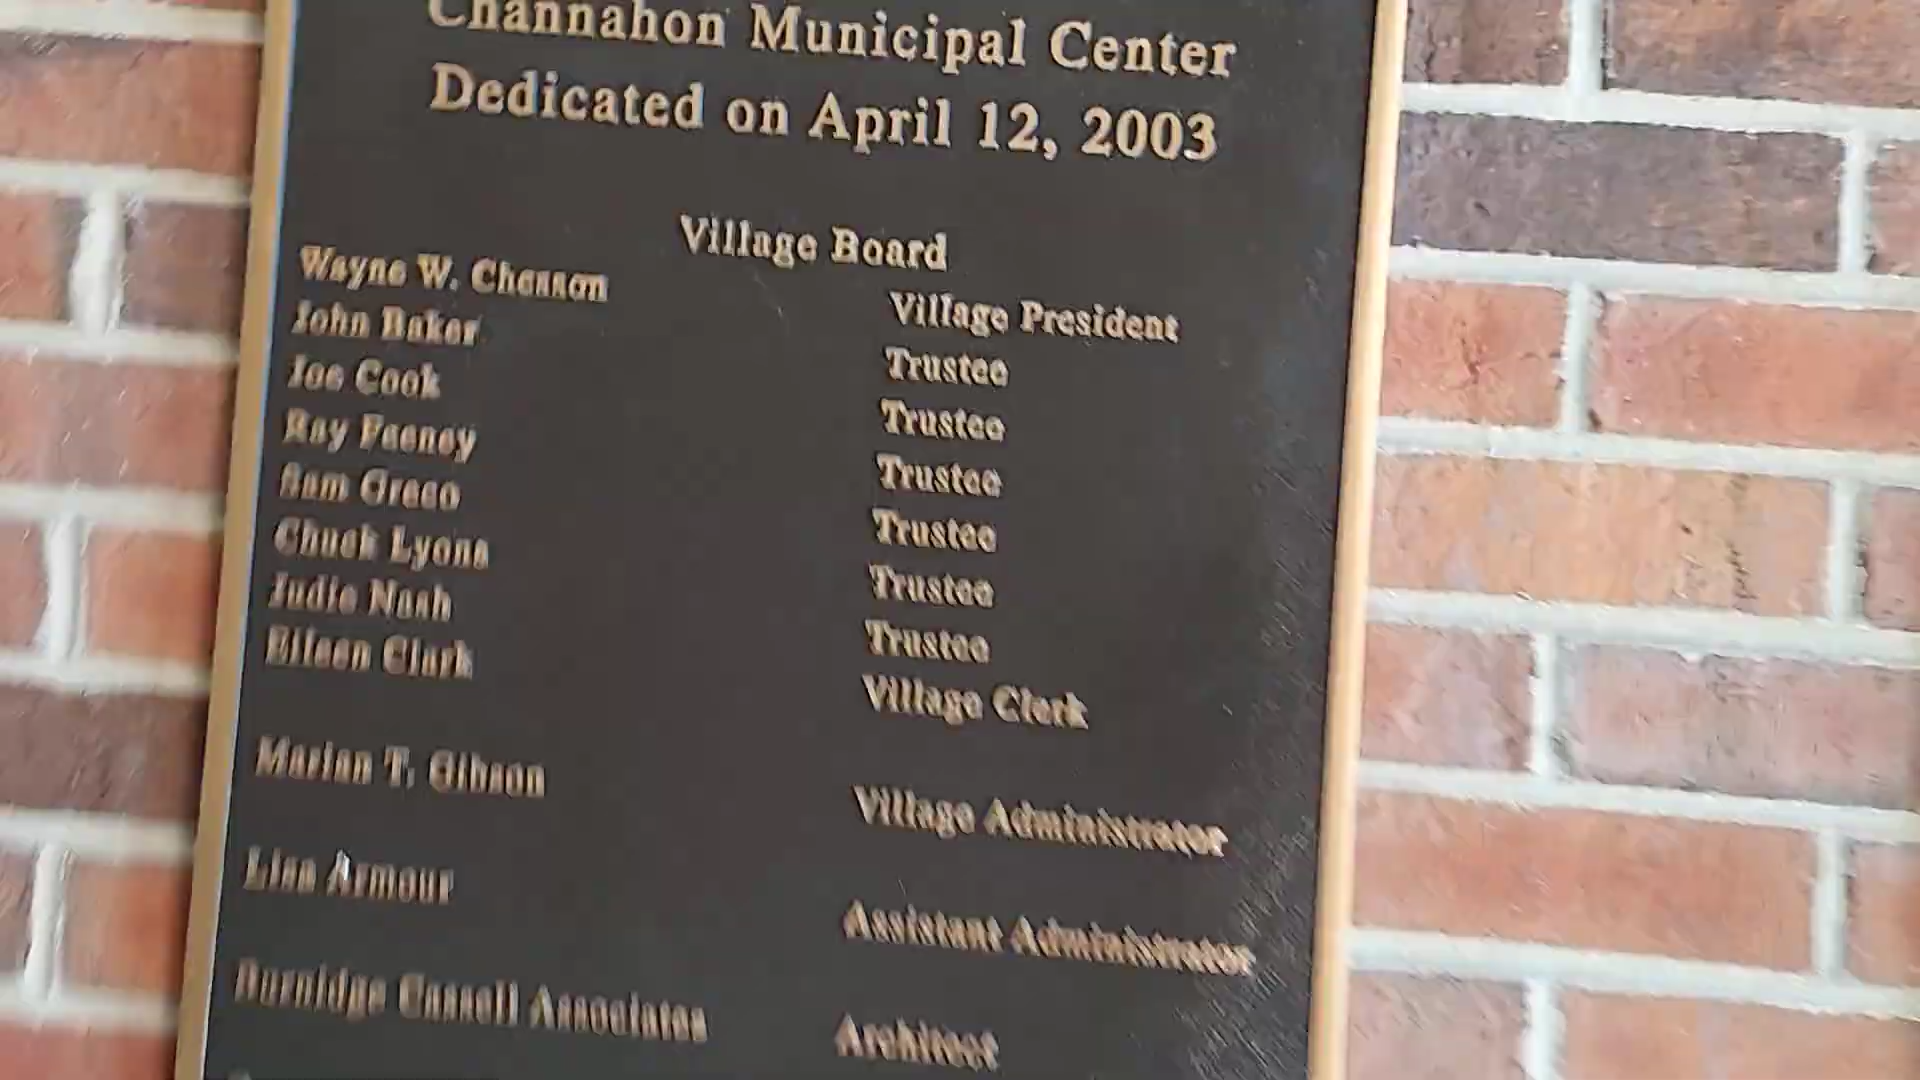 Channahon Municipal Center
Dedicated on April 12, 2003
Village Board
Wayne W. Chesson Village President
John Baker Trustee
Joe Cook Trustee
Ray Feeney Trustee
Sam Greco Trustee
Chuck Lyons Trustee
Judie Nash Trustee
Eileen Clark Village Clerk
Marian T. Gibson Village Administrator
Lisa Armour Assistant Administrator
Burnidge Cassell Associates Architect